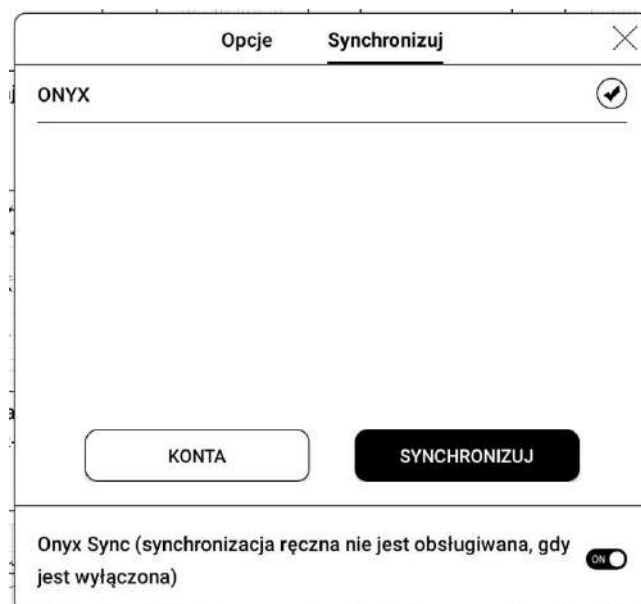 Opcje Synchronizuj
ONYX
KONTA SYNCHRONIZUJ
Onyx Sync (synchronizacja ręczna nie jest obsługiwana, gdy ON
jest wyłączona)